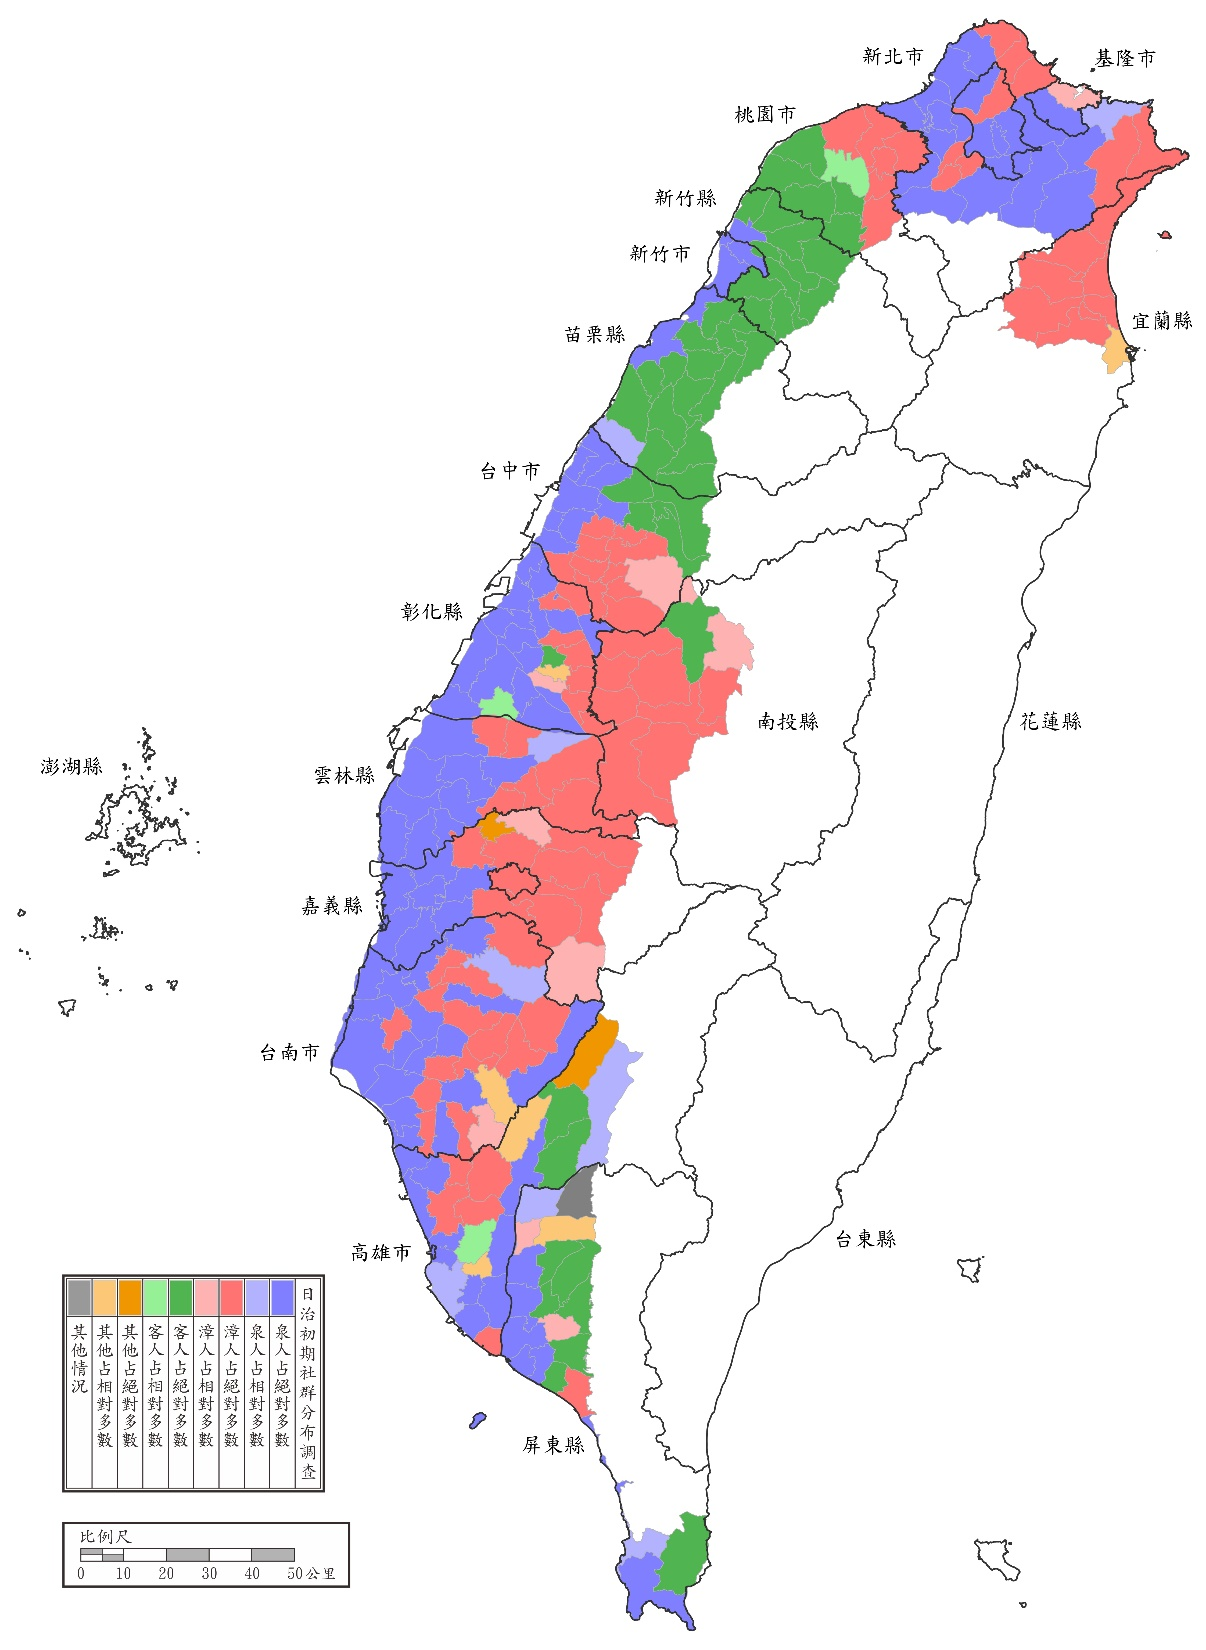 新北市
基隆市
桃園市
新竹縣
新竹市
宜蘭縣
苗栗縣
台中市
彰化縣
南投縣
花蓮縣
澎湖縣
雲林縣
嘉義縣
台南市
台東縣
高雄市
屏東縣
日治初期社群分布調查
泉人占絕對多數
泉人占相對多數
漳人占絕對多數
漳人占相對多數
客人占絕對多數
客人占相對多數
其他占絕對多數
其他占相對多數
其他情況
比例尺
0 10 20 30 40 50公里